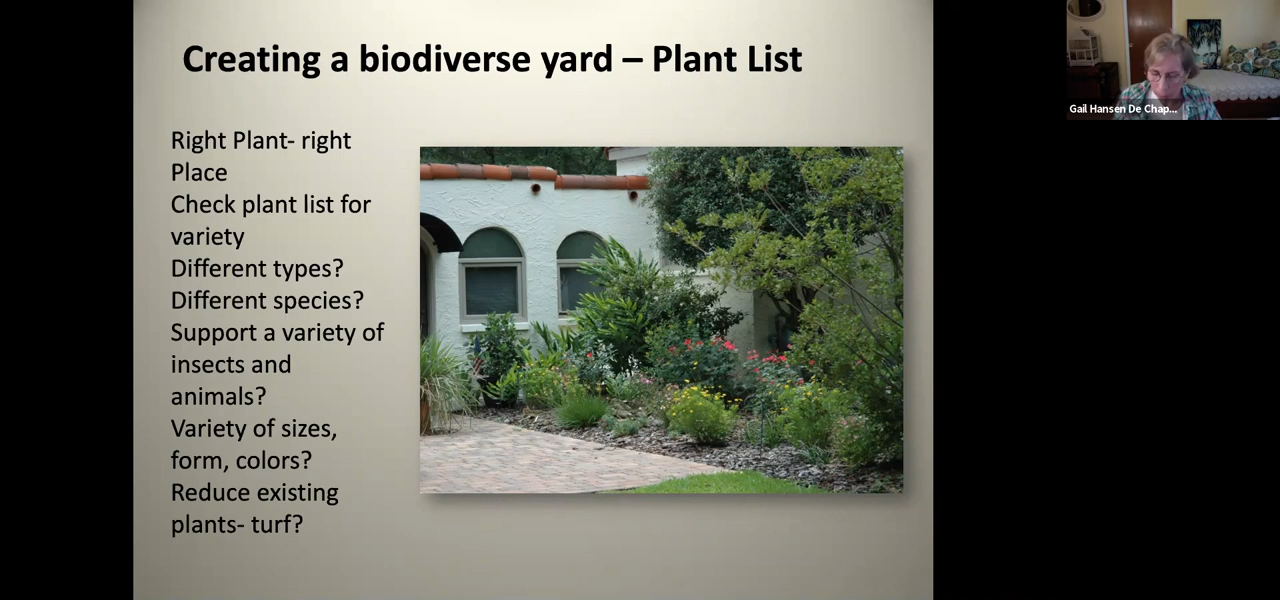 Creating a biodiverse yard – Plant List
Right Plant- right
Place
Check plant list for
variety
Different types?
Different species?
Support a variety of
insects and
animals?
Variety of sizes,
form, colors?
Reduce existing
plants- turf?
Gail Hansen De Chap...